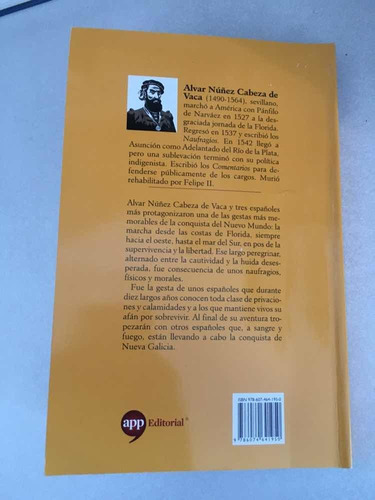 Alvar Núñez Cabeza de
Vaca (1490-1564), sevillano,
marchó a América con Pánfilo
de Narváez en 1527 a la des-
graciada jornada de la Florida.
Regresó en 1537 y escribió los
Naufragios. En 1542 llegó a
Asunción como Adelantado del Río de la Plata,
pero una sublevación terminó con su política
indigenista. Escribió los Comentarios para de-
fenderse públicamente de los cargos. Murió
rehabilitado por Felipe II.
Alvar Núñez Cabeza de Vaca y tres españoles
más protagonizaron una de las gestas más me-
morables de la conquista del Nuevo Mundo: la
marcha desde las costas de Florida, siempre
hacia el oeste, hasta el mar del Sur, en pos de la
supervivencia y la libertad. Ese largo peregrinar,
alternado entre la cautividad y la huida deses-
perada, fue consecuencia de unos naufragios,
físicos y morales.
Fue la gesta de unos españoles que durante
diez largos años conocen toda clase de privacio-
nes y calamidades y a los que mantiene vivos su
afán por sobrevivir. Al final de su aventura tro-
pezarán con otros españoles que, a sangre y
fuego, están llevando a cabo la conquista de
Nueva Galicia.
app Editorial®
ISBN 978-607-464-193-0
9 786074 641930